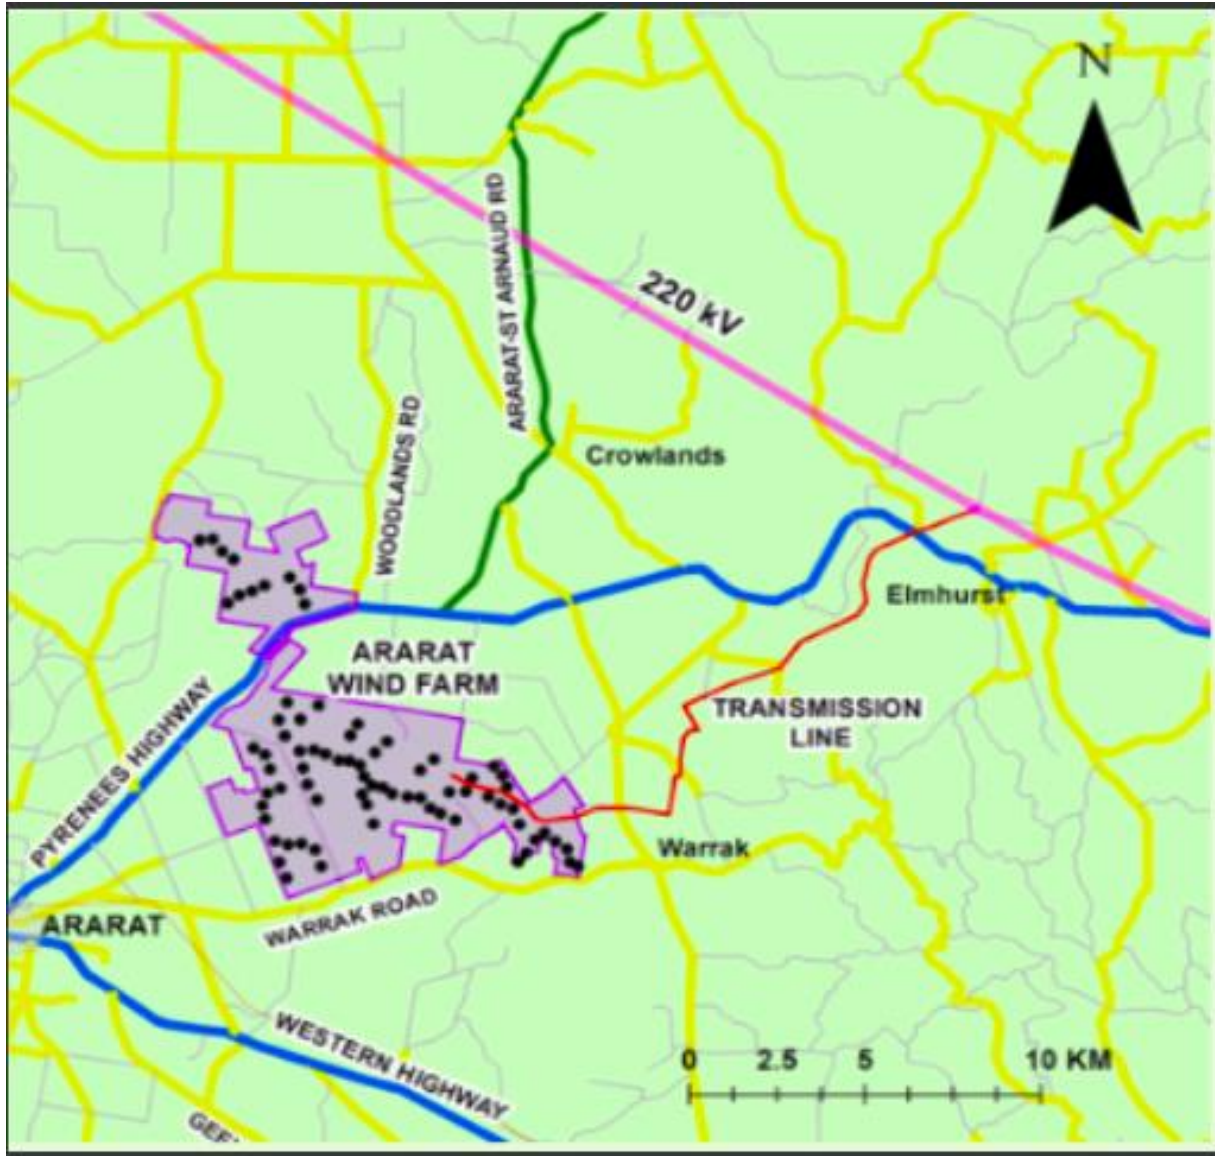 N
220 kV
ARARAT-ST ARNAUD RD
WOODLANDS RD
Crowlands
Elmhurst
ARARAT
WIND FARM
PYRENEES HIGHWAY
TRANSMISSION
LINE
Warrak
WARRAK ROAD
ARARAT
WESTERN HIGHWAY
0 2.5 5 10 KM